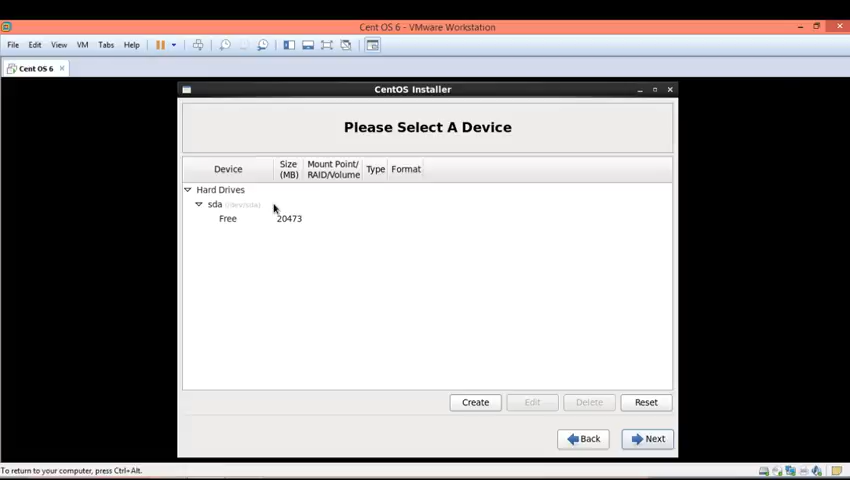 Cent OS 6 - VMware Workstation
File Edit View VM Tabs Help
Cent OS 6
CentOS Installer
Please Select A Device
Device
Size
(MB)
Mount Point/
RAID/Volume
Type
Format
Hard Drives
sda (/dev/sda)
Free 20473
Create Edit Delete Reset
Back Next
To return to your computer, press Ctrl+Alt.